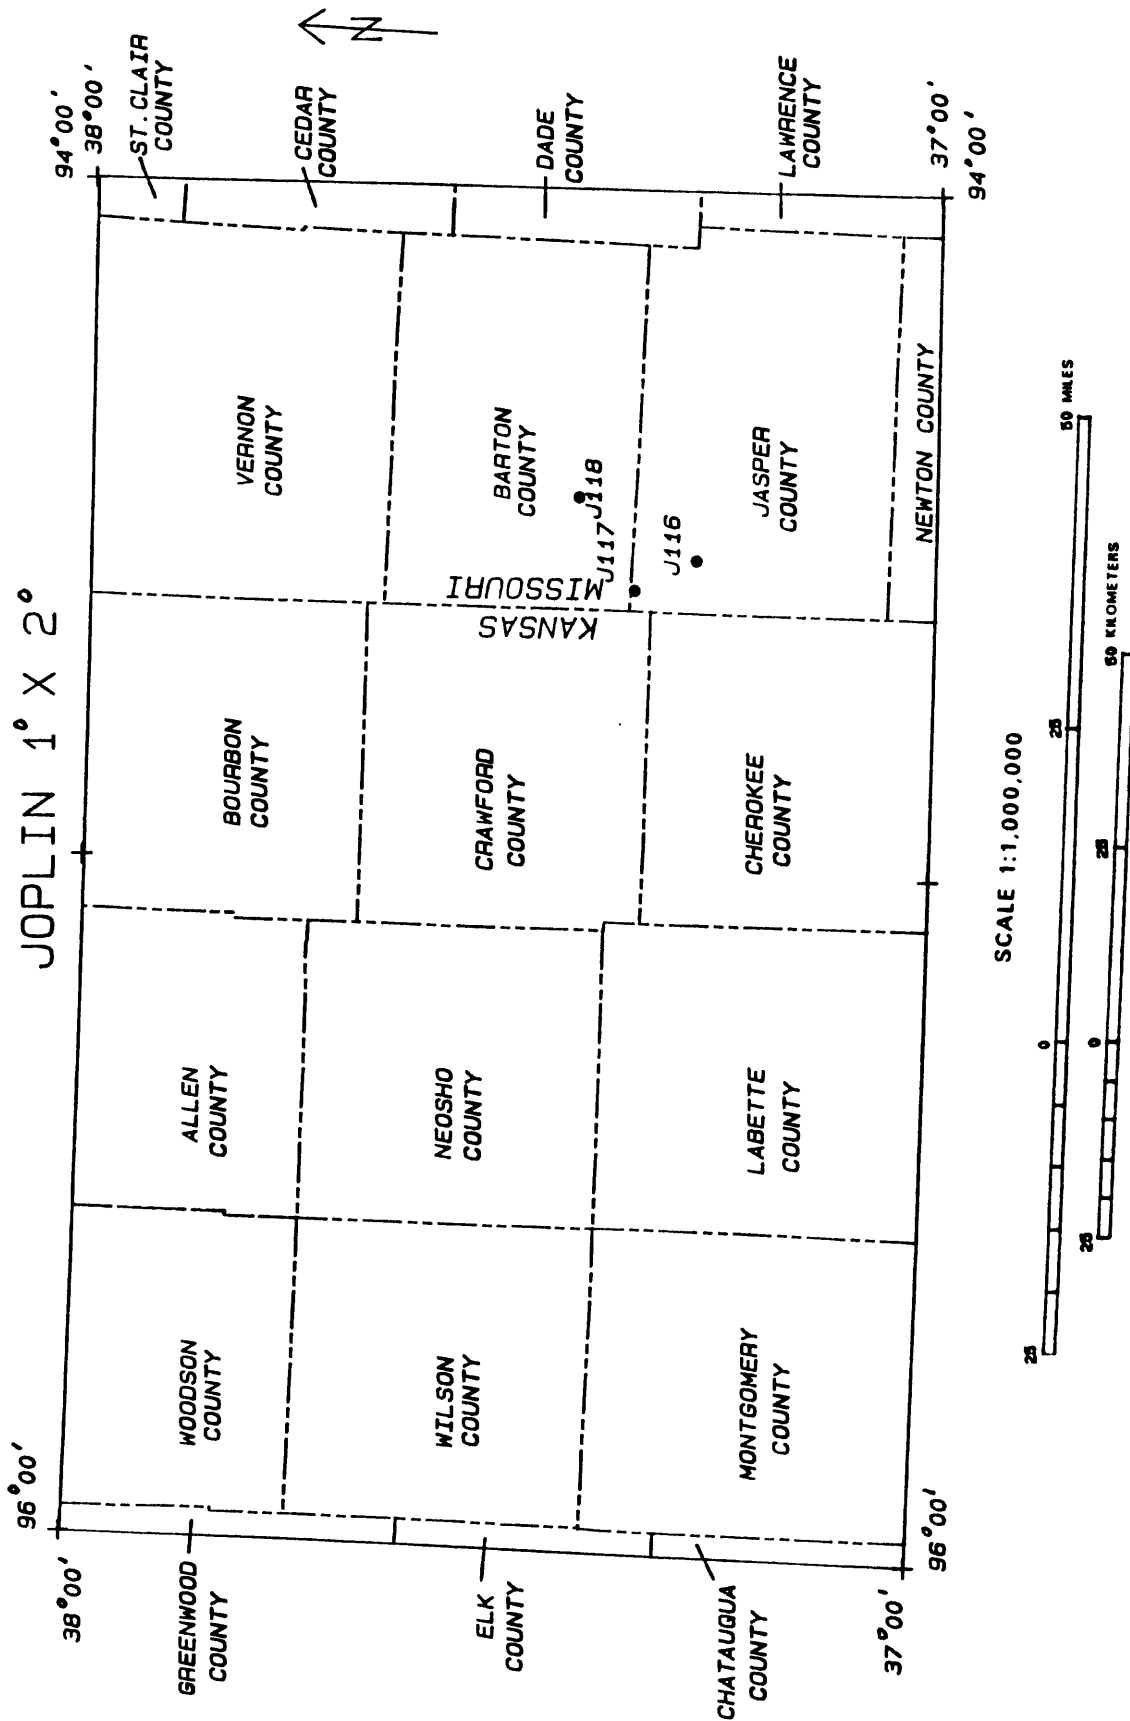 JOPLIN 1° X 2°
96°00'
94°00'
38°00'
38°00'
ST. CLAIR
COUNTY
N
GREENWOOD
COUNTY
WOODSON
COUNTY
ALLEN
COUNTY
BOURBON
COUNTY
VERNON
COUNTY
CEDAR
COUNTY
ELK
COUNTY
WILSON
COUNTY
NEOSHO
COUNTY
CRAWFORD
COUNTY
KANSAS
MISSOURI
BARTON
COUNTY
DADE
COUNTY
J117
J118
J116
CHATAUQUA
COUNTY
MONTGOMERY
COUNTY
LABETTE
COUNTY
CHEROKEE
COUNTY
JASPER
COUNTY
LAWRENCE
COUNTY
NEWTON COUNTY
37°00'
96°00'
37°00'
94°00'
SCALE 1:1,000,000
25
0
25
50 MILES
25
0
25
50 KILOMETERS